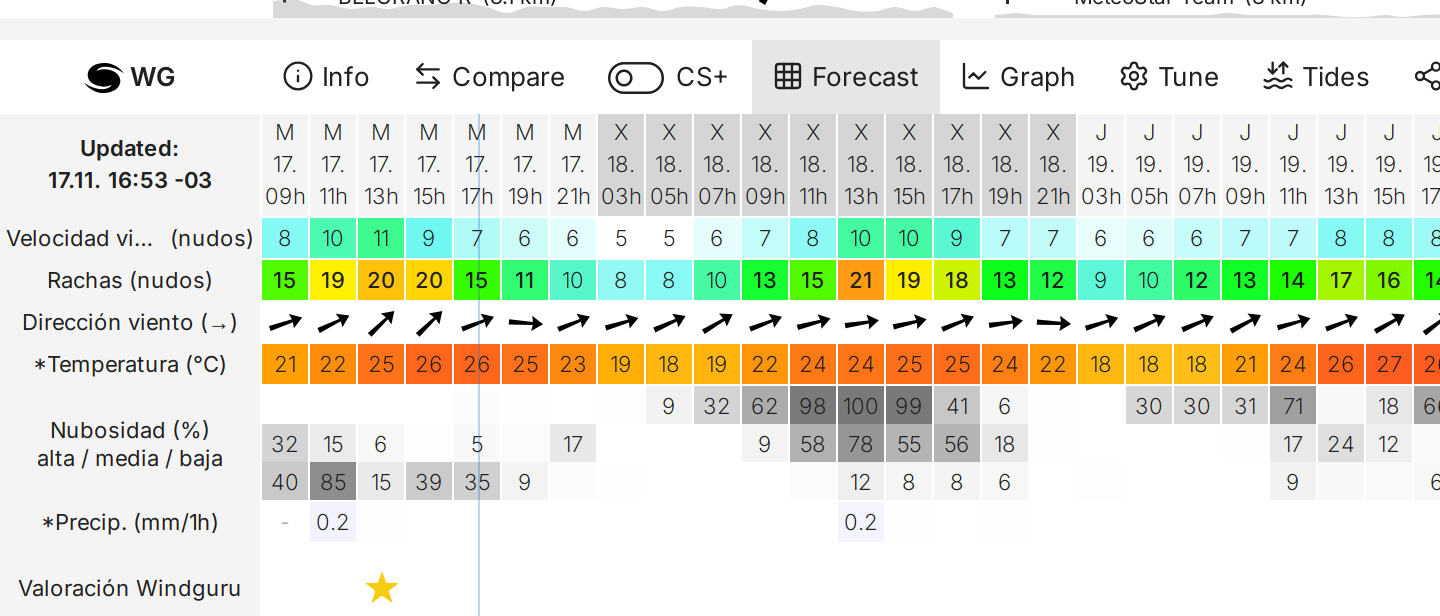 BELGRANO R (8.1 km)
MeteoStar Team (8 km)
WG Info Compare CS+ Forecast Graph Tune Tides
Updated:
17.11. 16:53 -03
M M M M M M M X X X X X X X X X X J J J J J J J J
17. 17. 17. 17. 17. 17. 17. 18. 18. 18. 18. 18. 18. 18. 18. 18. 18. 19. 19. 19. 19. 19. 19. 19.
09h 11h 13h 15h 17h 19h 21h 03h 05h 07h 09h 11h 13h 15h 17h 19h 21h 03h 05h 07h 09h 11h 13h 15h
Velocidad vi... (nudos) 8 10 11 9 7 6 6 5 5 6 7 8 10 10 9 7 7 6 6 7 7 8 8 8
Rachas (nudos) 15 19 20 20 15 11 10 8 8 10 13 15 21 19 18 13 12 9 10 12 13 14 17 16 14
Dirección viento (→)
*Temperatura (°C) 21 22 25 26 26 25 23 19 18 19 22 24 24 25 25 24 22 18 18 18 21 24 26 27
9 32 62 98 100 99 41 6 30 30 31 71 18
Nubosidad (%)
alta / media / baja
32 15 6 5 17 9 58 78 55 56 18 17 24 12
40 85 15 39 35 9 12 8 8 6 9 6
*Precip. (mm/1h) - 0.2 0.2
Valoración Windguru